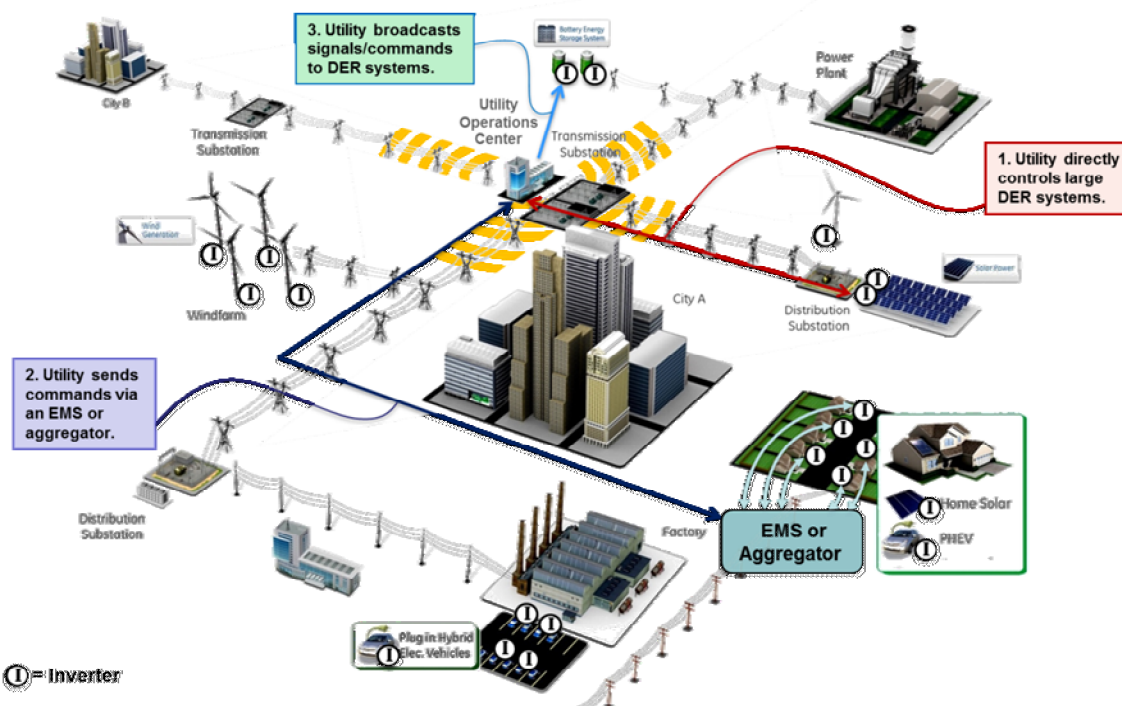 3. Utility broadcasts
signals/commands
to DER systems.
Battery Energy
Storage System
Power
Plant
City B
Utility
Operations
Center
Transmission
Substation
Transmission
Substation
1. Utility directly
controls large
DER systems.
Wind
Generation
Windfarm
Solar Power
City A
Distribution
Substation
2. Utility sends
commands via
an EMS or
aggregator.
Distribution
Substation
Factory
EMS or
Aggregator
Home Solar
PHEV
Plug in Hybrid
Elec. Vehicles
I = Inverter